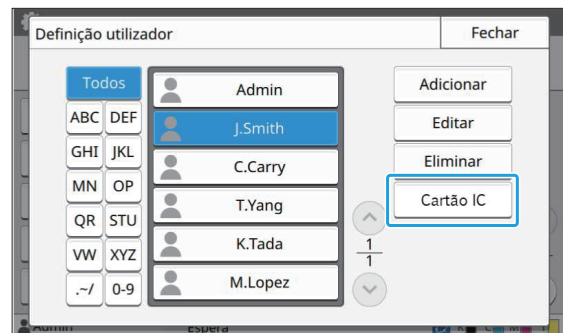 Definição utilizador
Fechar
Todos
ABC DEF
GHI JKL
MN OP
QR STU
VW XYZ
.~/ 0-9
Admin
J.Smith
C.Carry
T.Yang
K.Tada
M.Lopez
1
1
Adicionar
Editar
Eliminar
Cartão IC
Admin
Espera